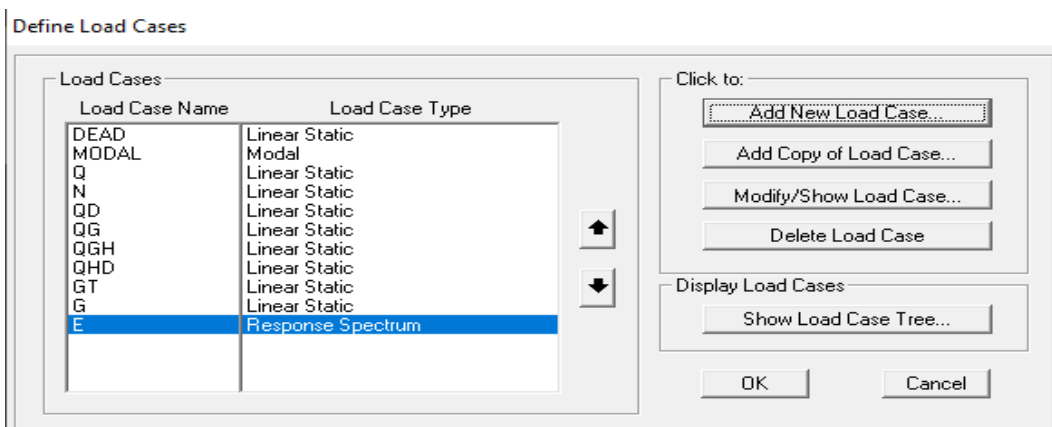 Define Load Cases
Load Cases
Load Case Name Load Case Type
DEAD Linear Static
MODAL Modal
Q Linear Static
N Linear Static
QD Linear Static
QG Linear Static
QGH Linear Static
QHD Linear Static
GT Linear Static
G Linear Static
E Response Spectrum
Click to:
Add New Load Case...
Add Copy of Load Case...
Modify/Show Load Case...
Delete Load Case
Display Load Cases
Show Load Case Tree...
OK Cancel